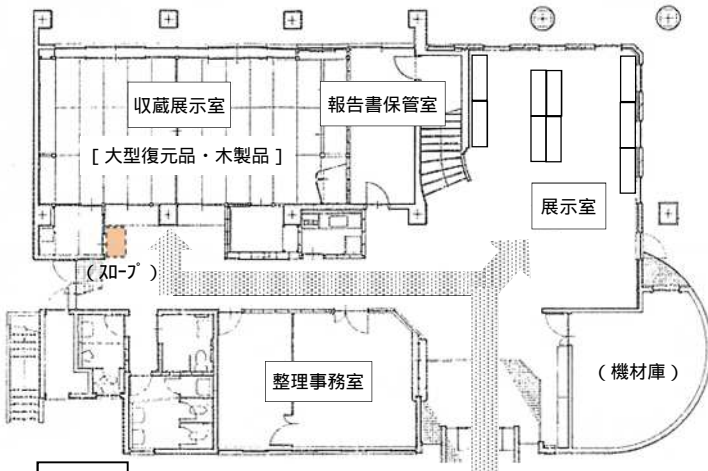 収蔵展示室
[ 大型復元品・木製品 ]
報告書保管室
展示室
(ｽﾛｰﾌﾟ)
整理事務室
(機材庫)